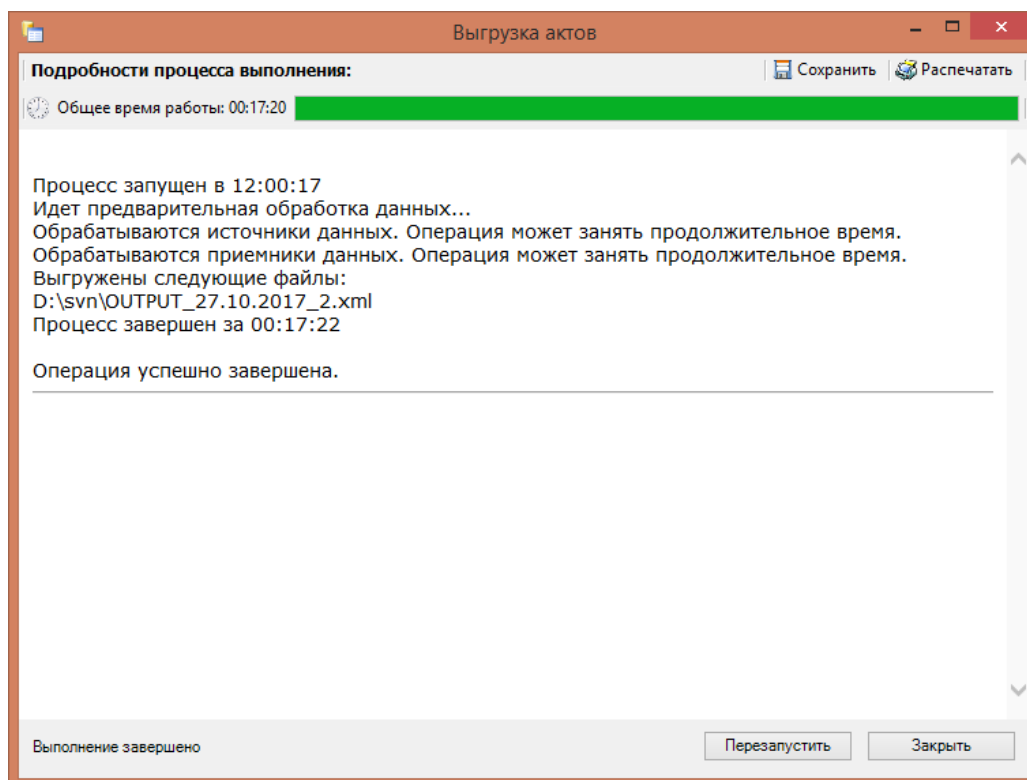 Выгрузка актов
Подробности процесса выполнения:
Сохранить
Распечатать
Общее время работы: 00:17:20
Процесс запущен в 12:00:17
Идет предварительная обработка данных...
Обрабатываются источники данных. Операция может занять продолжительное время.
Обрабатываются приемники данных. Операция может занять продолжительное время.
Выгружены следующие файлы:
D:\svn\OUTPUT_27.10.2017_2.xml
Процесс завершен за 00:17:22
Операция успешно завершена.
Выполнение завершено
Перезапустить
Закрыть